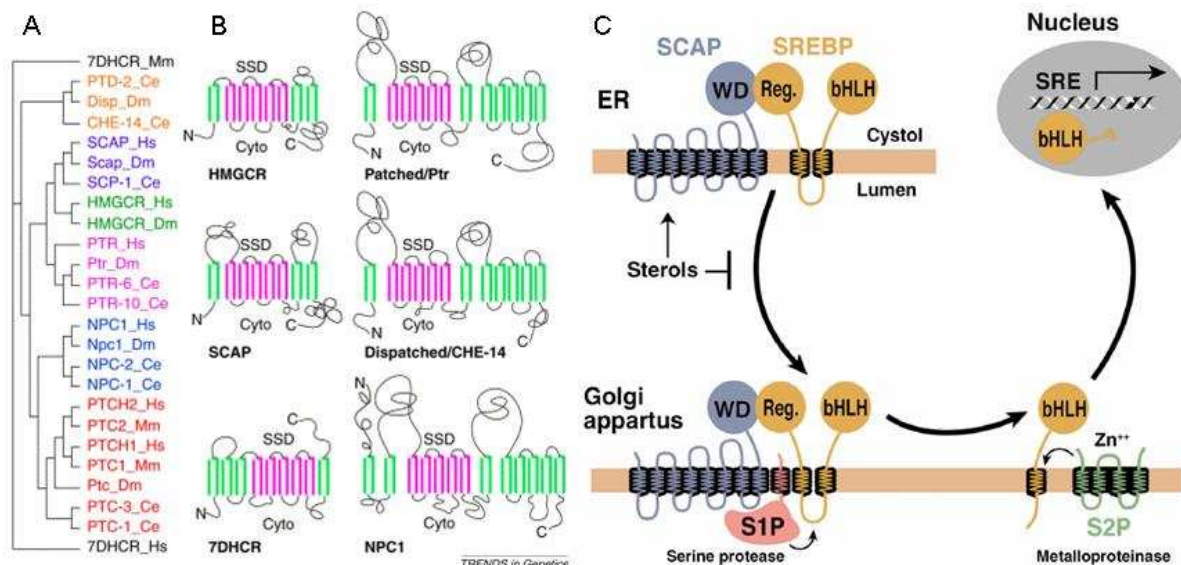 A
7DHCR_Mm
PTD-2_Ce
Disp_Dm
CHE-14_Ce
SCAP_Hs
Scap_Dm
SCP-1_Ce
HMGCR_Hs
HMGCR_Dm
PTR_Hs
Ptr_Dm
PTR-6_Ce
PTR-10_Ce
NPC1_Hs
Npc1_Dm
NPC-2_Ce
NPC-1_Ce
PTCH2_Hs
PTC2_Mm
PTCH1_Hs
PTC1_Mm
Ptc_Dm
PTC-3_Ce
PTC-1_Ce
7DHCR_Hs
B
SSD
N
Cyto
C
HMGCR
SSD
N
Cyto
C
Patched/Ptr
SSD
N
Cyto
C
SCAP
SSD
N
Cyto
C
Dispatched/CHE-14
C
SSD
N
Cyto
7DHCR
N
SSD
Cyto
C
NPC1
TRENDS in Genetics
C
SCAP
SREBP
WD
Reg.
bHLH
ER
Cystol
Lumen
Sterols
Nucleus
SRE
bHLH
Golgi
appartus
WD
Reg.
bHLH
S1P
Serine protease
bHLH
Zn++
S2P
Metalloproteinase